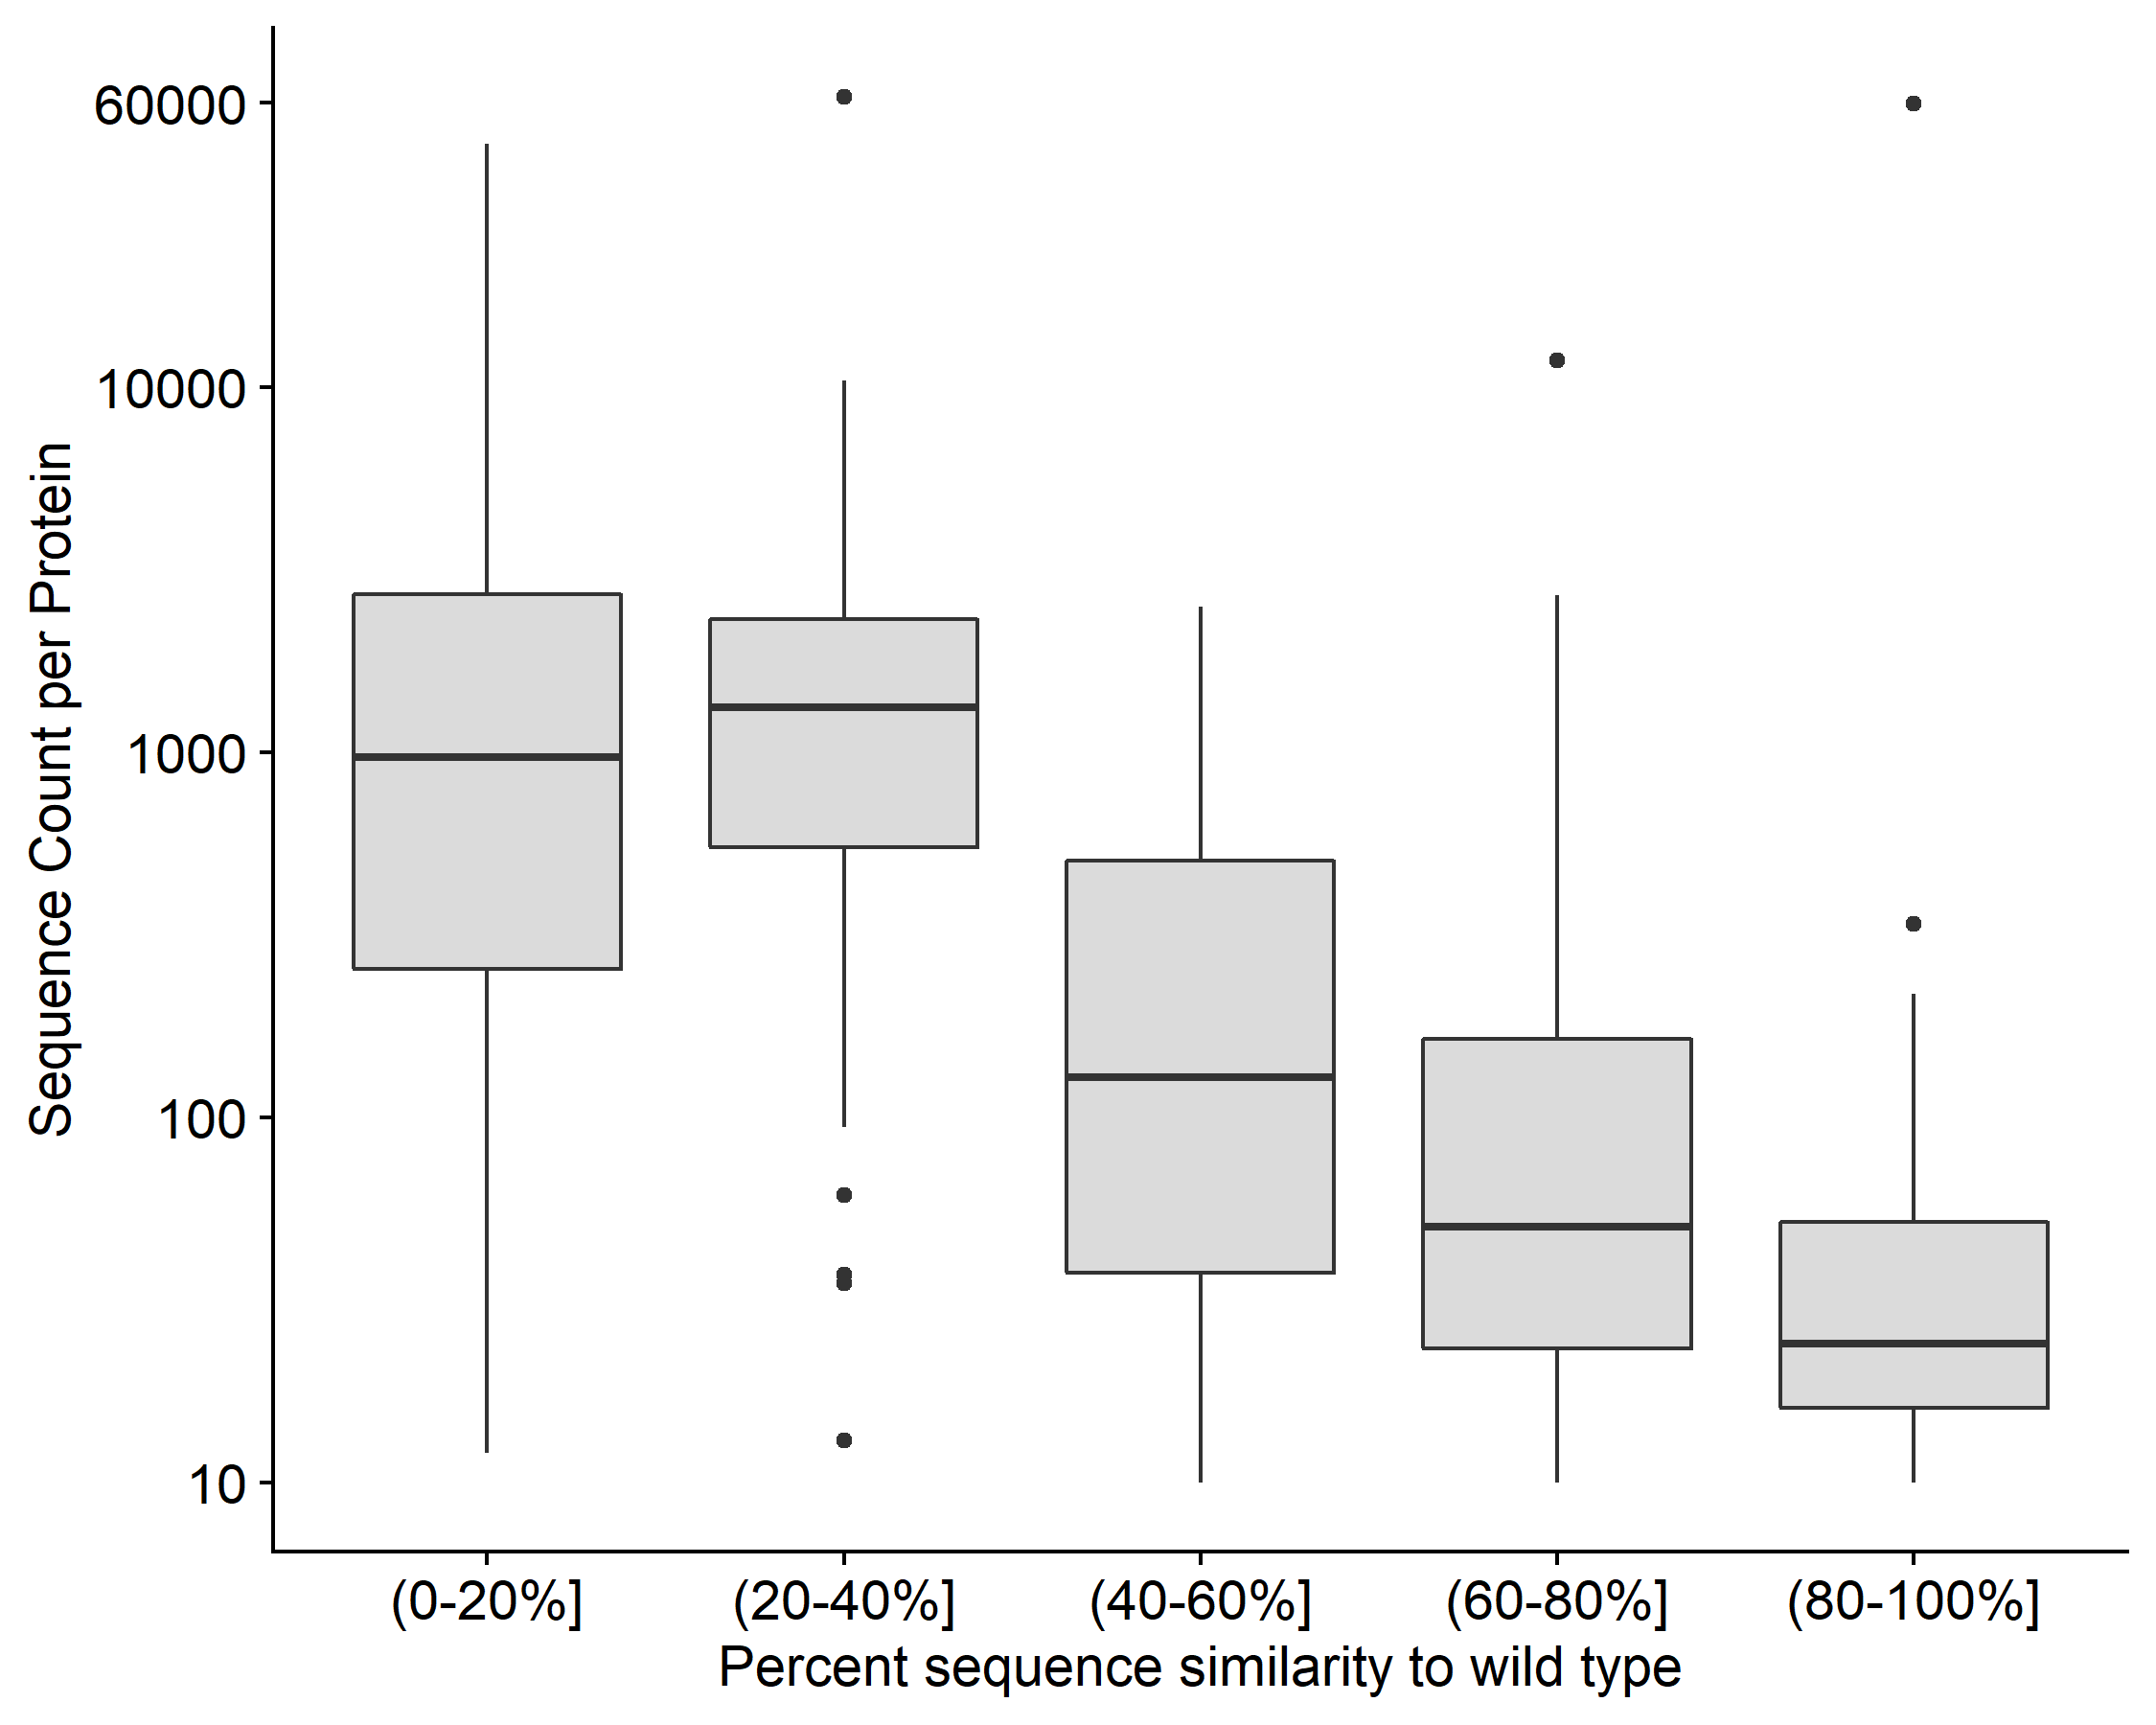 Sequence Count per Protein
60000
10000
1000
100
10
(0-20%] (20-40%] (40-60%] (60-80%] (80-100%]
Percent sequence similarity to wild type